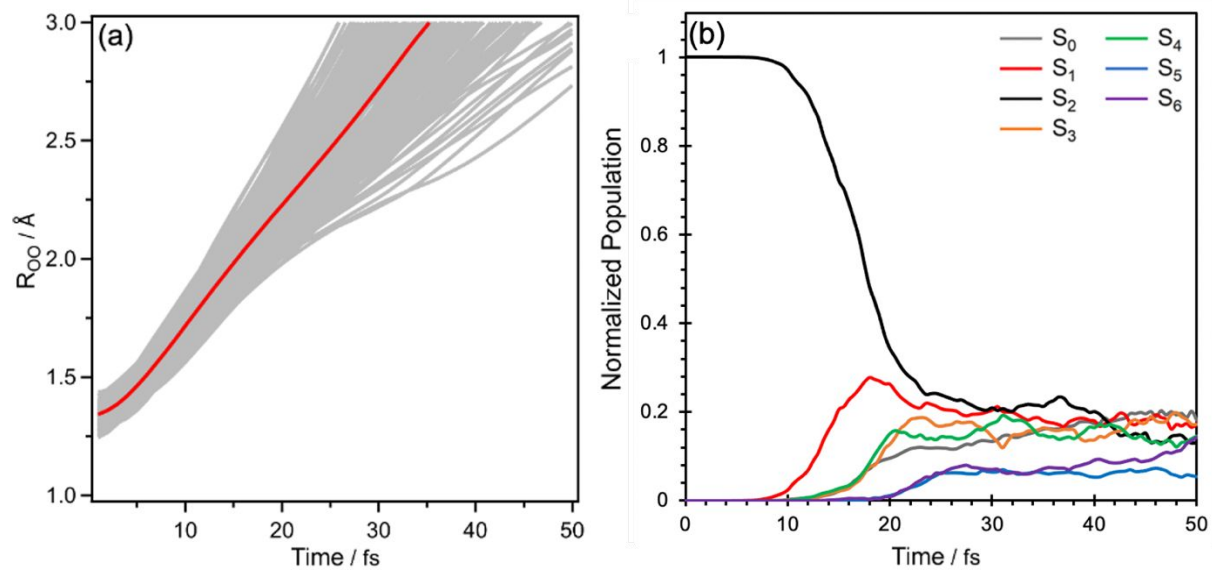 (a)
3.0
2.5
2.0
1.5
1.0
R_OO / Å
10 20 30 40 50
Time / fs
(b)
1
0.8
0.6
0.4
0.2
0
Normalized Population
S₀ S₄
S₁ S₅
S₂ S₆
S₃
0 10 20 30 40 50
Time / fs